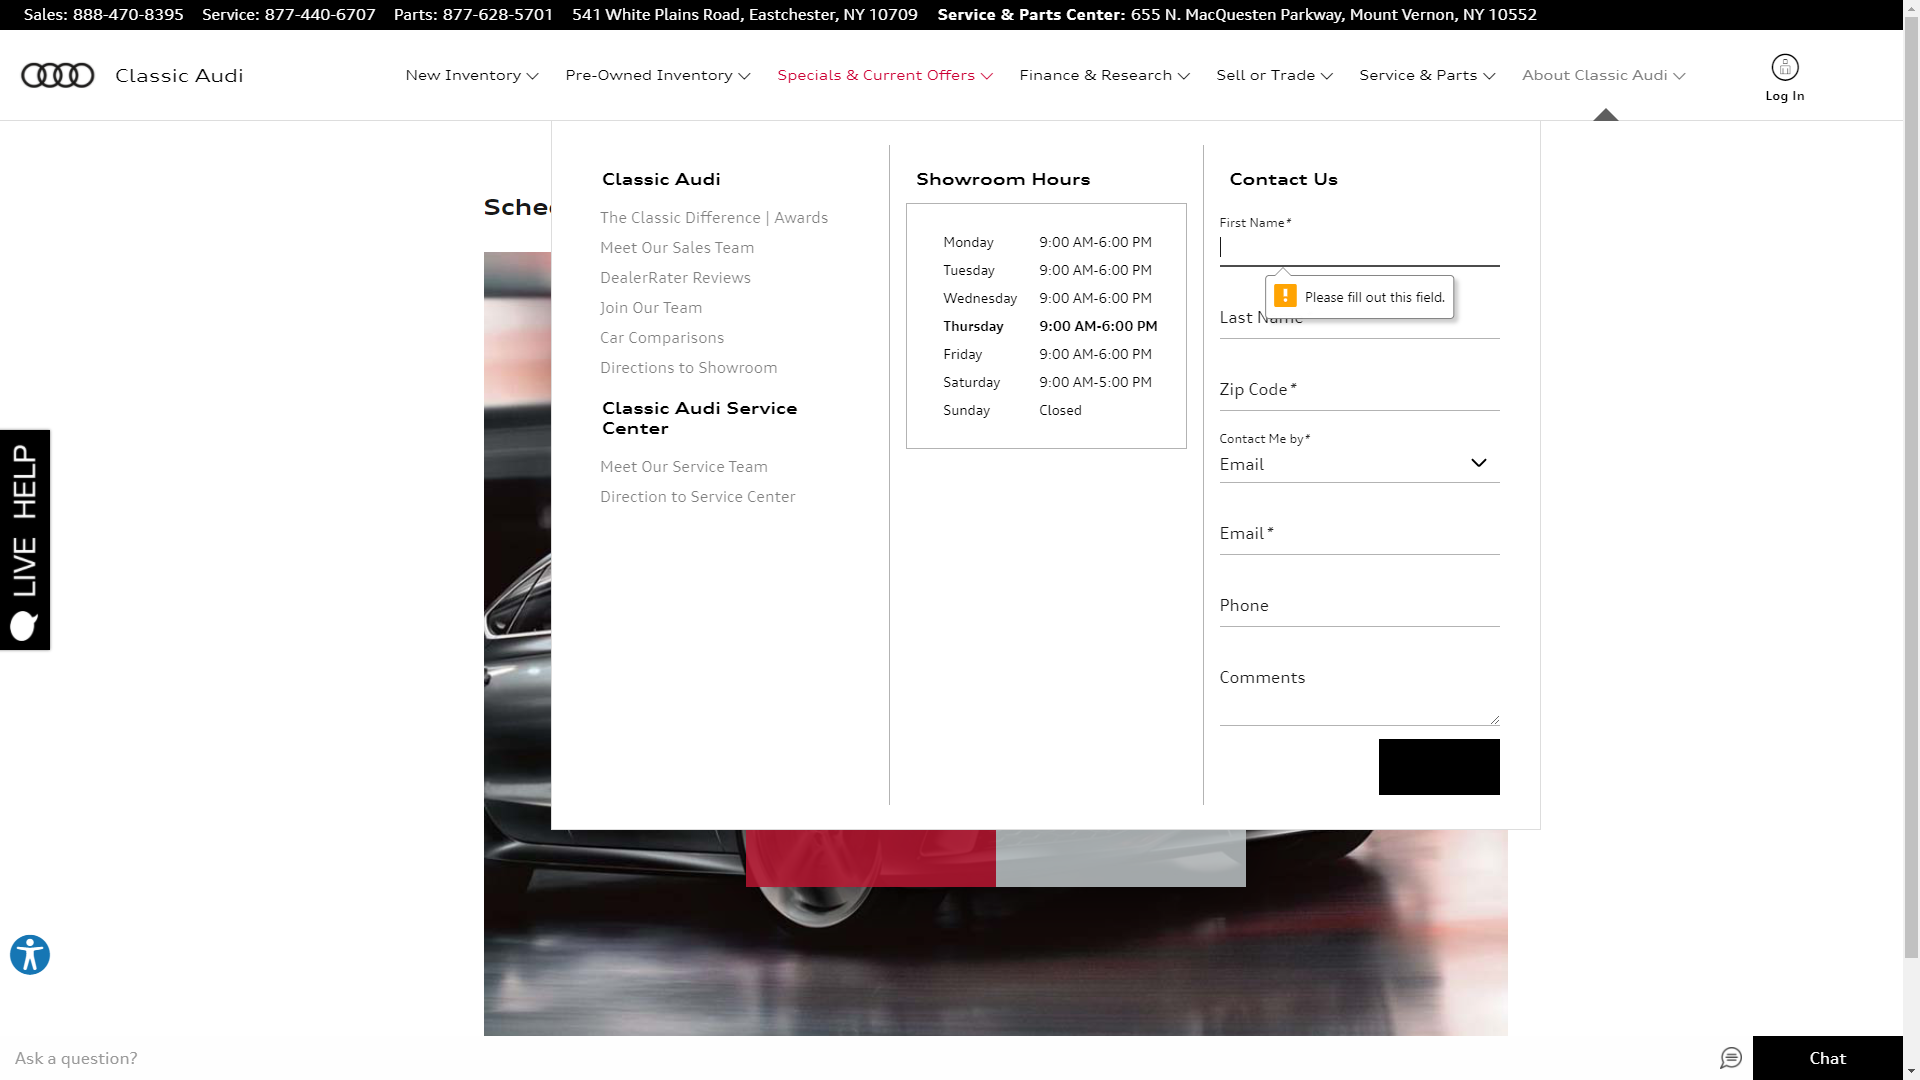 Sales: 888-470-8395 Service: 877-440-6707 Parts: 877-628-5701 541 White Plains Road, Eastchester, NY 10709 Service & Parts Center: 655 N. MacQuesten Parkway, Mount Vernon, NY 10552
Classic Audi
New Inventory Pre-Owned Inventory Specials & Current Offers Finance & Research Sell or Trade Service & Parts About Classic Audi
Log In
Classic Audi
The Classic Difference | Awards
Meet Our Sales Team
DealerRater Reviews
Join Our Team
Car Comparisons
Directions to Showroom
Classic Audi Service
Center
Meet Our Service Team
Direction to Service Center
Showroom Hours
Monday 9:00 AM-6:00 PM
Tuesday 9:00 AM-6:00 PM
Wednesday 9:00 AM-6:00 PM
Thursday 9:00 AM-6:00 PM
Friday 9:00 AM-6:00 PM
Saturday 9:00 AM-5:00 PM
Sunday Closed
Contact Us
First Name*
Please fill out this field.
Last Name
Zip Code*
Contact Me by*
Email
Email*
Phone
Comments
LIVE HELP
Ask a question?
Chat